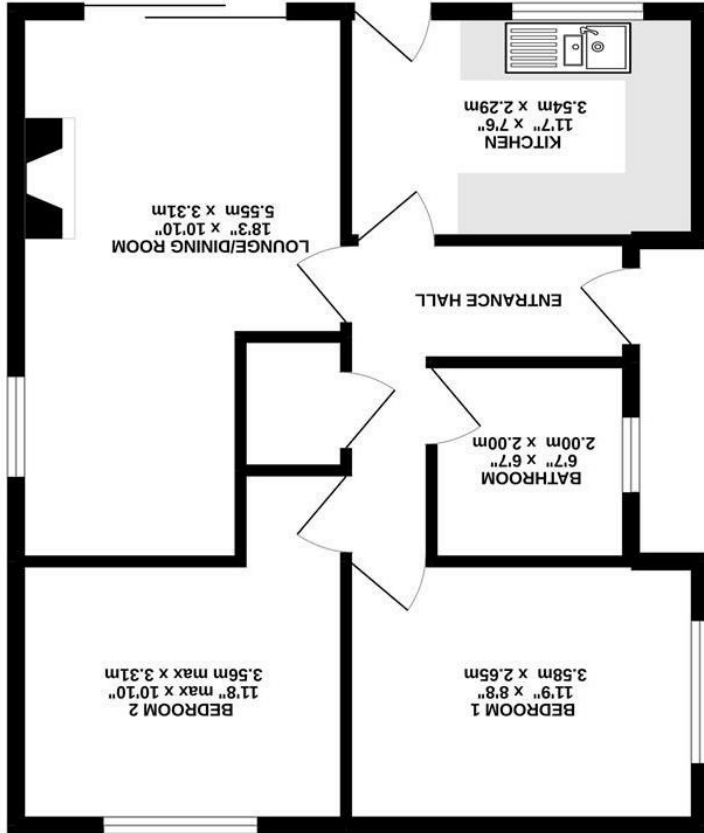 BEDROOM 1
11'9" x 8'8"
3.58m x 2.65m
BEDROOM 2
11'8" max x 10'10"
3.56m max x 3.31m
BATHROOM
6'7" x 6'7"
2.00m x 2.00m
ENTRANCE HALL
LOUNGE/DINING ROOM
18'3" x 10'10"
5.55m x 3.31m
KITCHEN
11'7" x 7'6"
3.54m x 2.29m